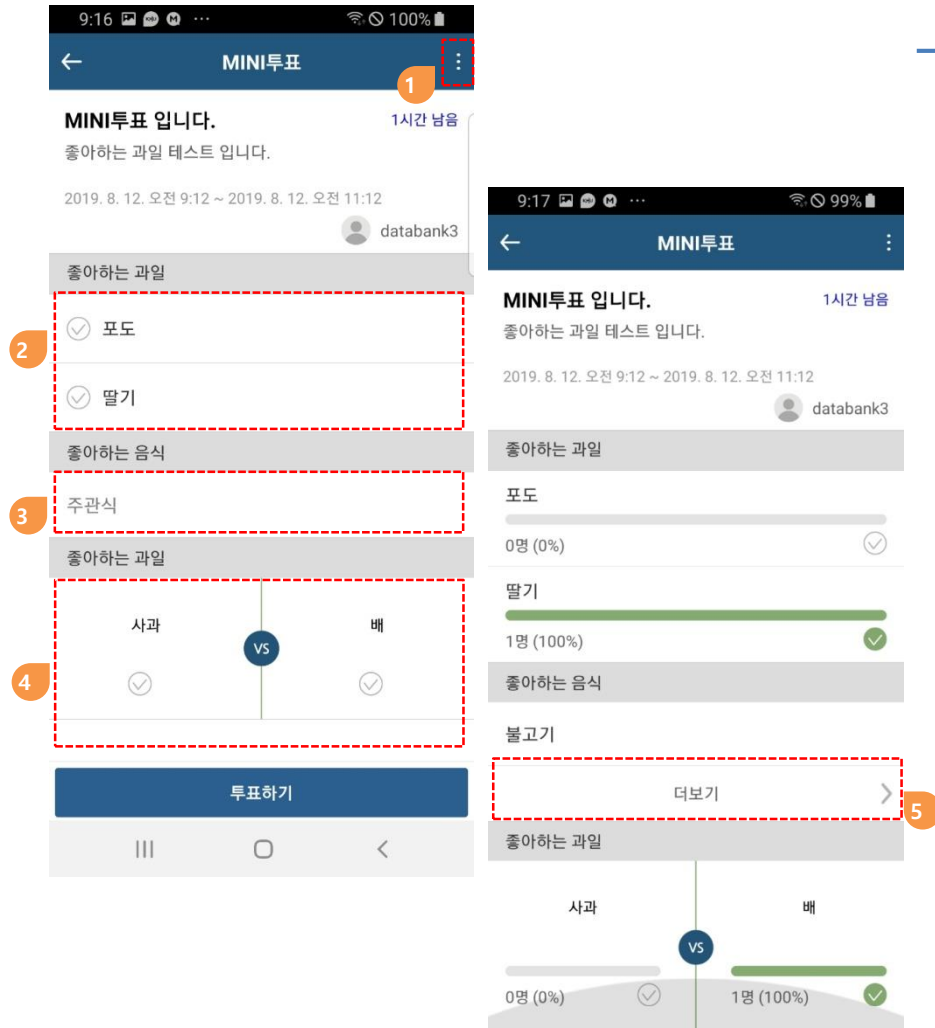 9:16 ... 100%
MINI투표
1
MINI투표 입니다. 1시간 남음
좋아하는 과일 테스트 입니다.
2019. 8. 12. 오전 9:12 ~ 2019. 8. 12. 오전 11:12
databank3
좋아하는 과일
2
포도
딸기
좋아하는 음식
3
주관식
좋아하는 과일
사과 VS 배
4
투표하기
9:17 ... 99%
MINI투표
MINI투표 입니다. 1시간 남음
좋아하는 과일 테스트 입니다.
2019. 8. 12. 오전 9:12 ~ 2019. 8. 12. 오전 11:12
databank3
좋아하는 과일
포도
0명 (0%)
딸기
1명 (100%)
좋아하는 음식
불고기
더보기
5
좋아하는 과일
사과 VS 배
0명 (0%) 1명 (100%)